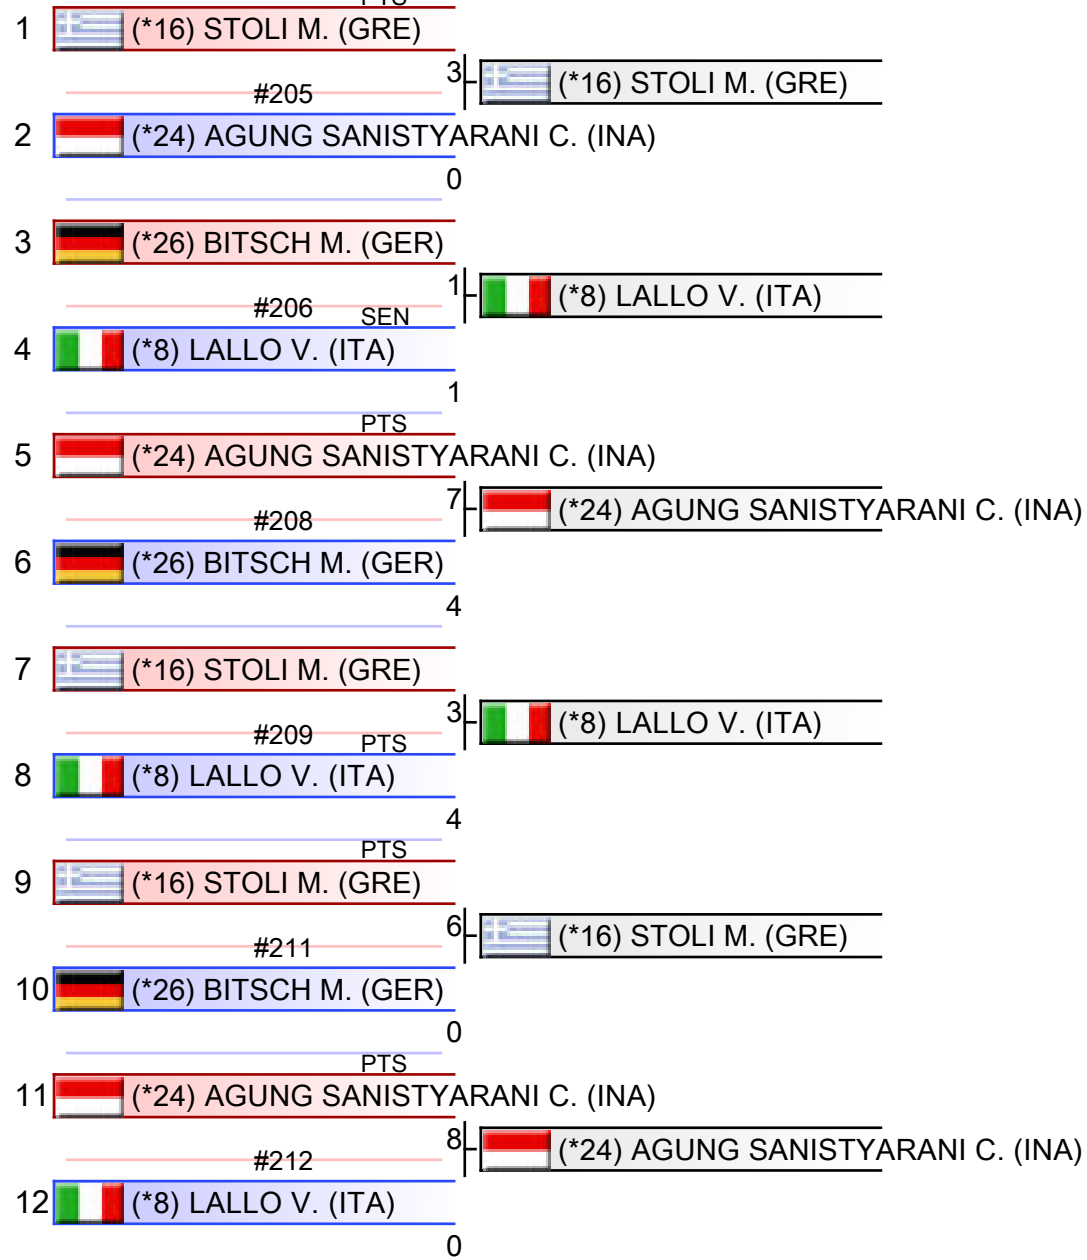 PTS
1 (*16) STOLI M. (GRE)
3 (*16) STOLI M. (GRE)
#205
2 (*24) AGUNG SANISTYARANI C. (INA)
0
3 (*26) BITSCH M. (GER)
1 (*8) LALLO V. (ITA)
#206 SEN
4 (*8) LALLO V. (ITA)
1
PTS
5 (*24) AGUNG SANISTYARANI C. (INA)
7 (*24) AGUNG SANISTYARANI C. (INA)
#208
6 (*26) BITSCH M. (GER)
4
7 (*16) STOLI M. (GRE)
3 (*8) LALLO V. (ITA)
#209 PTS
8 (*8) LALLO V. (ITA)
4
PTS
9 (*16) STOLI M. (GRE)
6 (*16) STOLI M. (GRE)
#211
10 (*26) BITSCH M. (GER)
0
PTS
11 (*24) AGUNG SANISTYARANI C. (INA)
8 (*24) AGUNG SANISTYARANI C. (INA)
#212
12 (*8) LALLO V. (ITA)
0